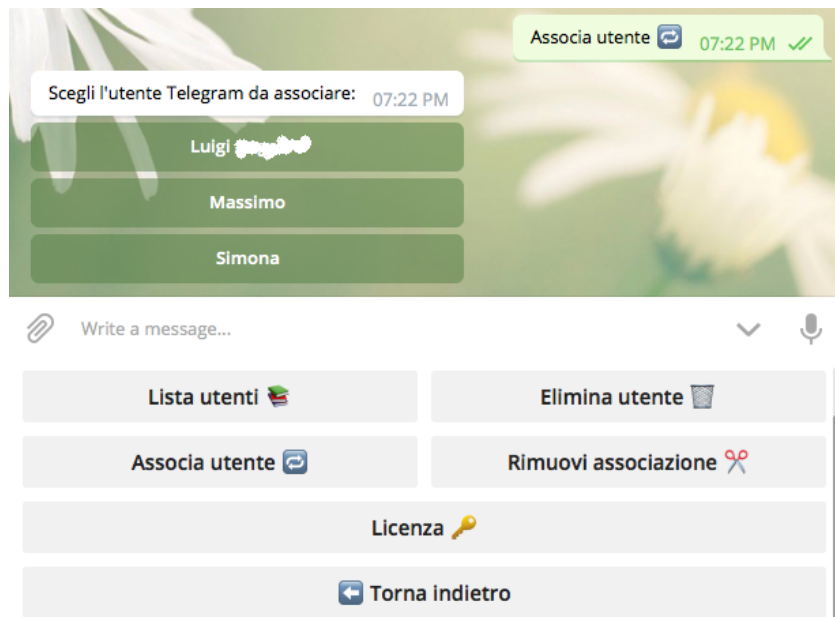 Associa utente 🔁 07:22 PM
Scegli l'utente Telegram da associare: 07:22 PM
Luigi
Massimo
Simona
Write a message...
Lista utenti 📚 Elimina utente 🗑
Associa utente 🔁 Rimuovi associazione ✂
Licenza 🔑
⬅ Torna indietro